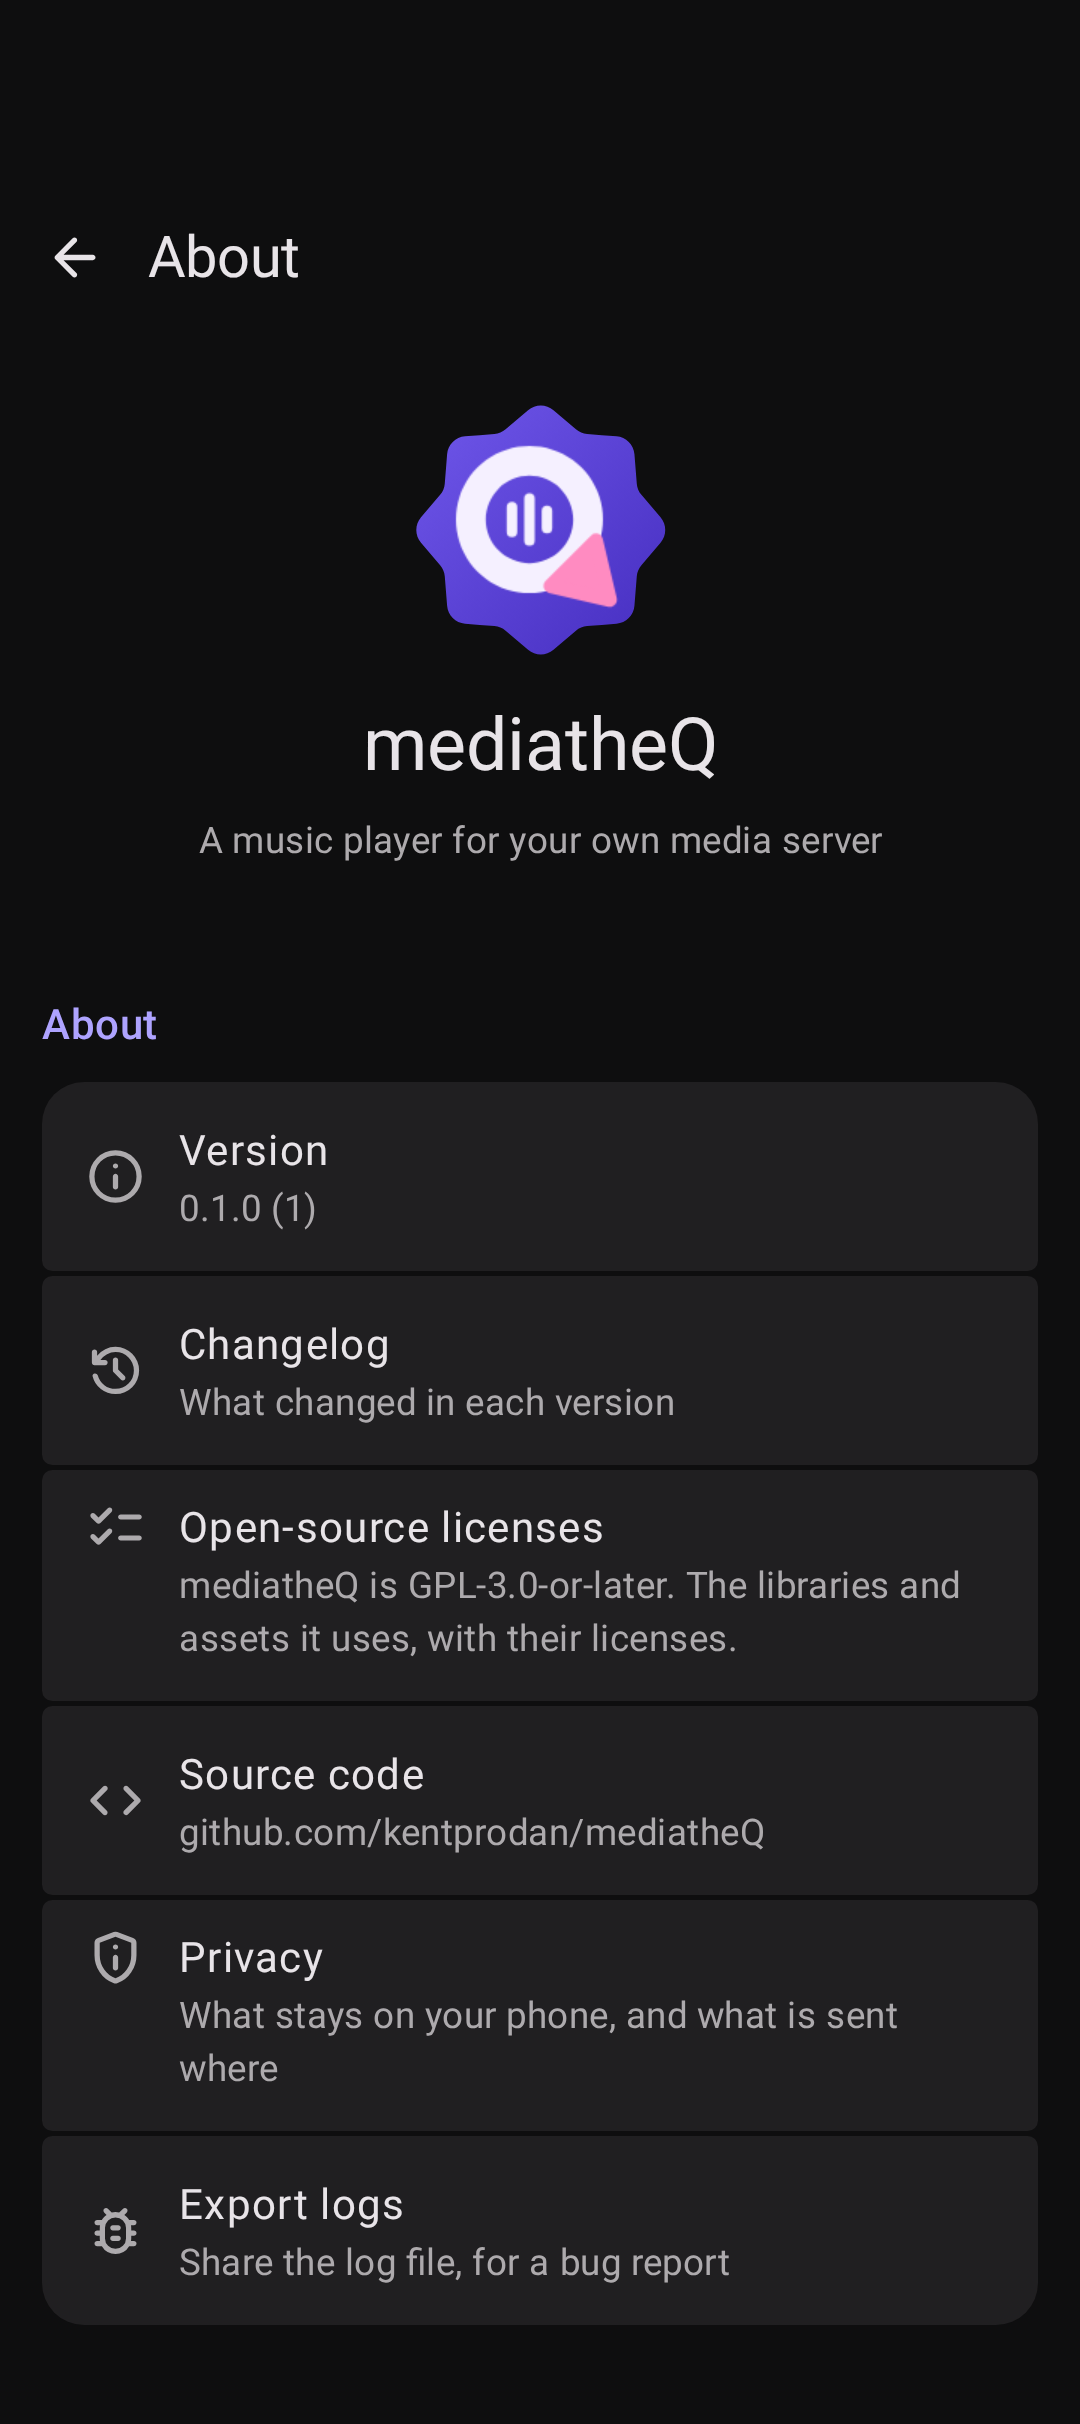 About
mediatheQ
A music player for your own media server
About
Version
0.1.0 (1)
Changelog
What changed in each version
Open-source licenses
mediatheQ is GPL-3.0-or-later. The libraries and
assets it uses, with their licenses.
Source code
github.com/kentprodan/mediatheQ
Privacy
What stays on your phone, and what is sent
where
Export logs
Share the log file, for a bug report